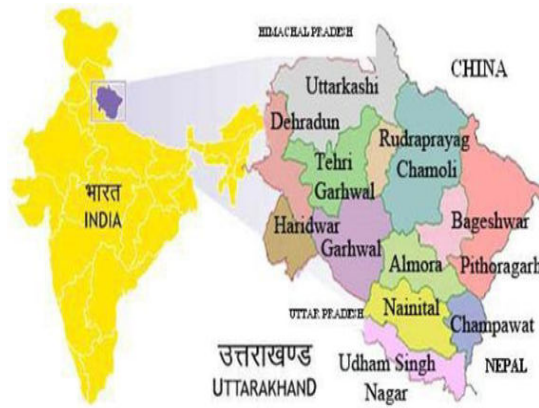 HIMACHAL PRADESH
CHINA
Uttarkashi
Dehradun
Rudraprayag
Tehri
Garhwal
Chamoli
भारत
INDIA
Haridwar
Garhwal
Bageshwar
Almora
Pithoragarh
UTTAR PRADESH
Nainital
Champawat
उत्तराखण्ड
UTTARAKHAND
Udham Singh
Nagar
NEPAL